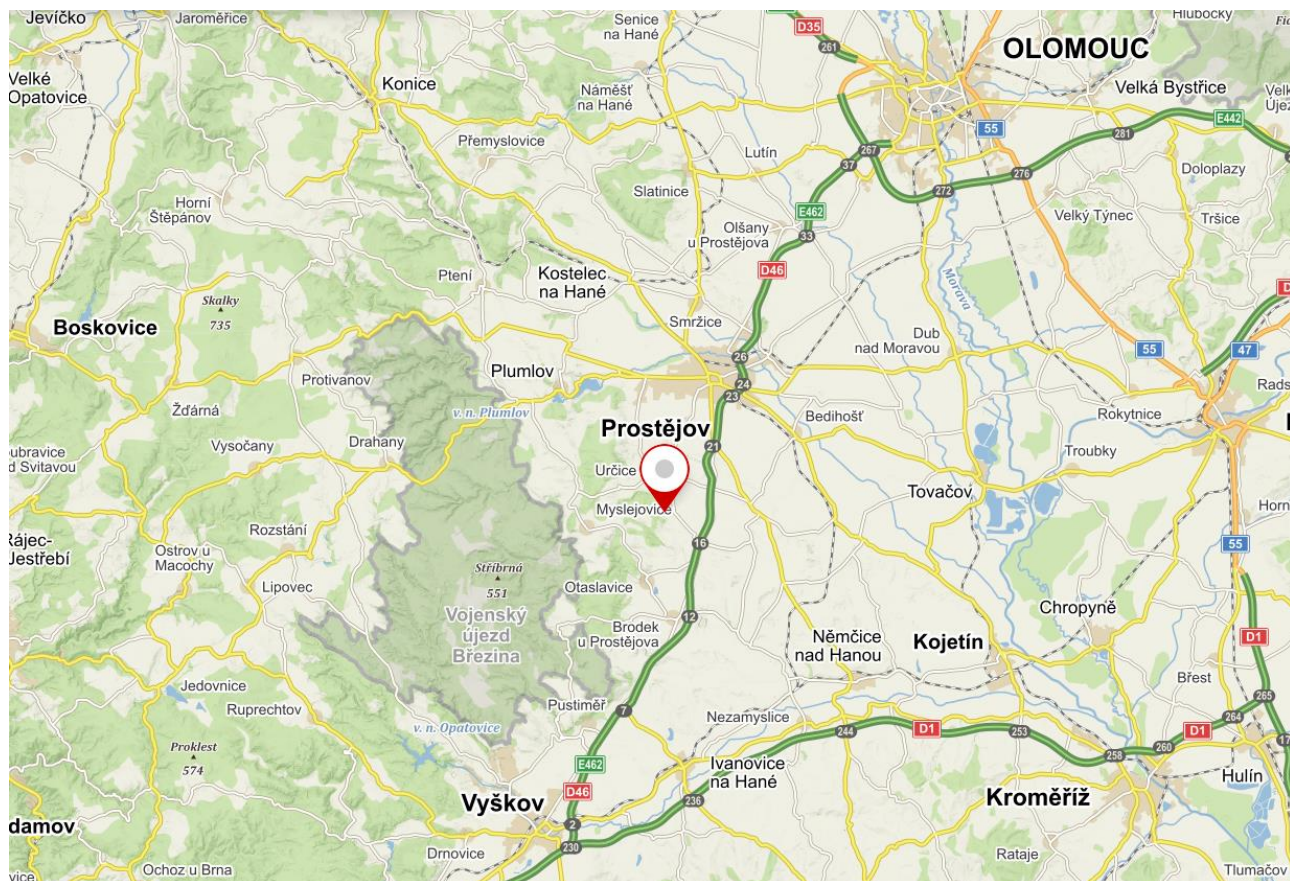 Jevíčko
Jaroměřice
Senice
na Hané
D35
261
OLOMOUC
Hlubočky
Velké
Opatovice
Konice
Náměšť
na Hané
Velká Bystřice
E442
Přemyslovice
55
281
Lutín
267
37
Slatinice
272
276
Doloplazy
Horní
Štěpánov
E462
Olšany
u Prostějova
33
Velký Týnec
Tršice
Ptení
Kostelec
na Hané
D46
Morava
Skalky
735
Boskovice
Smržice
Dub
nad Moravou
55
47
26
Protivanov
Plumlov
24
23
v. n. Plumlov
Žďárná
Bedihošť
Rokytnice
Vysočany
Drahany
Prostějov
21
Troubky
Určice
Tovačov
Myslejovice
Rozstání
16
55
Rájec-
Jestřebí
Ostrov u
Macochy
Lipovec
Stříbrná
551
Otaslavice
Chropyně
Vojenský
újezd
Březina
12
Brodek
u Prostějova
Němčice
nad Hanou
Kojetín
D1
Jedovnice
Břest
Ruprechtov
Pustiměř
265
7
Nezamyslice
264
v. n. Opatovice
244
D1
253
D1
Proklest
574
258
260
E462
Ivanovice
na Hané
Hulín
D46
Vyškov
236
Kroměříž
2
230
Drnovice
Rataje
Ochoz u Brna
Tlumačov